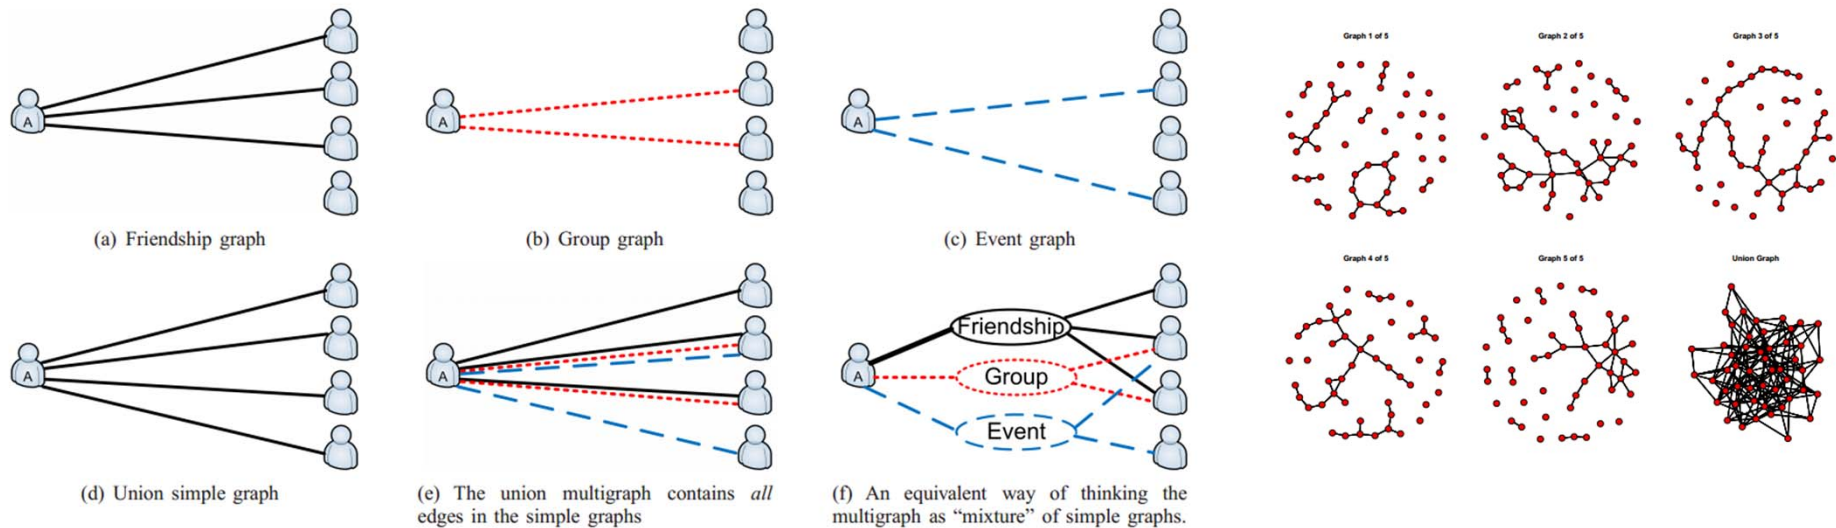 A
(a) Friendship graph
A
(b) Group graph
A
(c) Event graph
A
(d) Union simple graph
A
(e) The union multigraph contains all
edges in the simple graphs
A
Friendship
Group
Event
(f) An equivalent way of thinking the
multigraph as “mixture” of simple graphs.
Graph 1 of 5
Graph 2 of 5
Graph 3 of 5
Graph 4 of 5
Graph 5 of 5
Union Graph